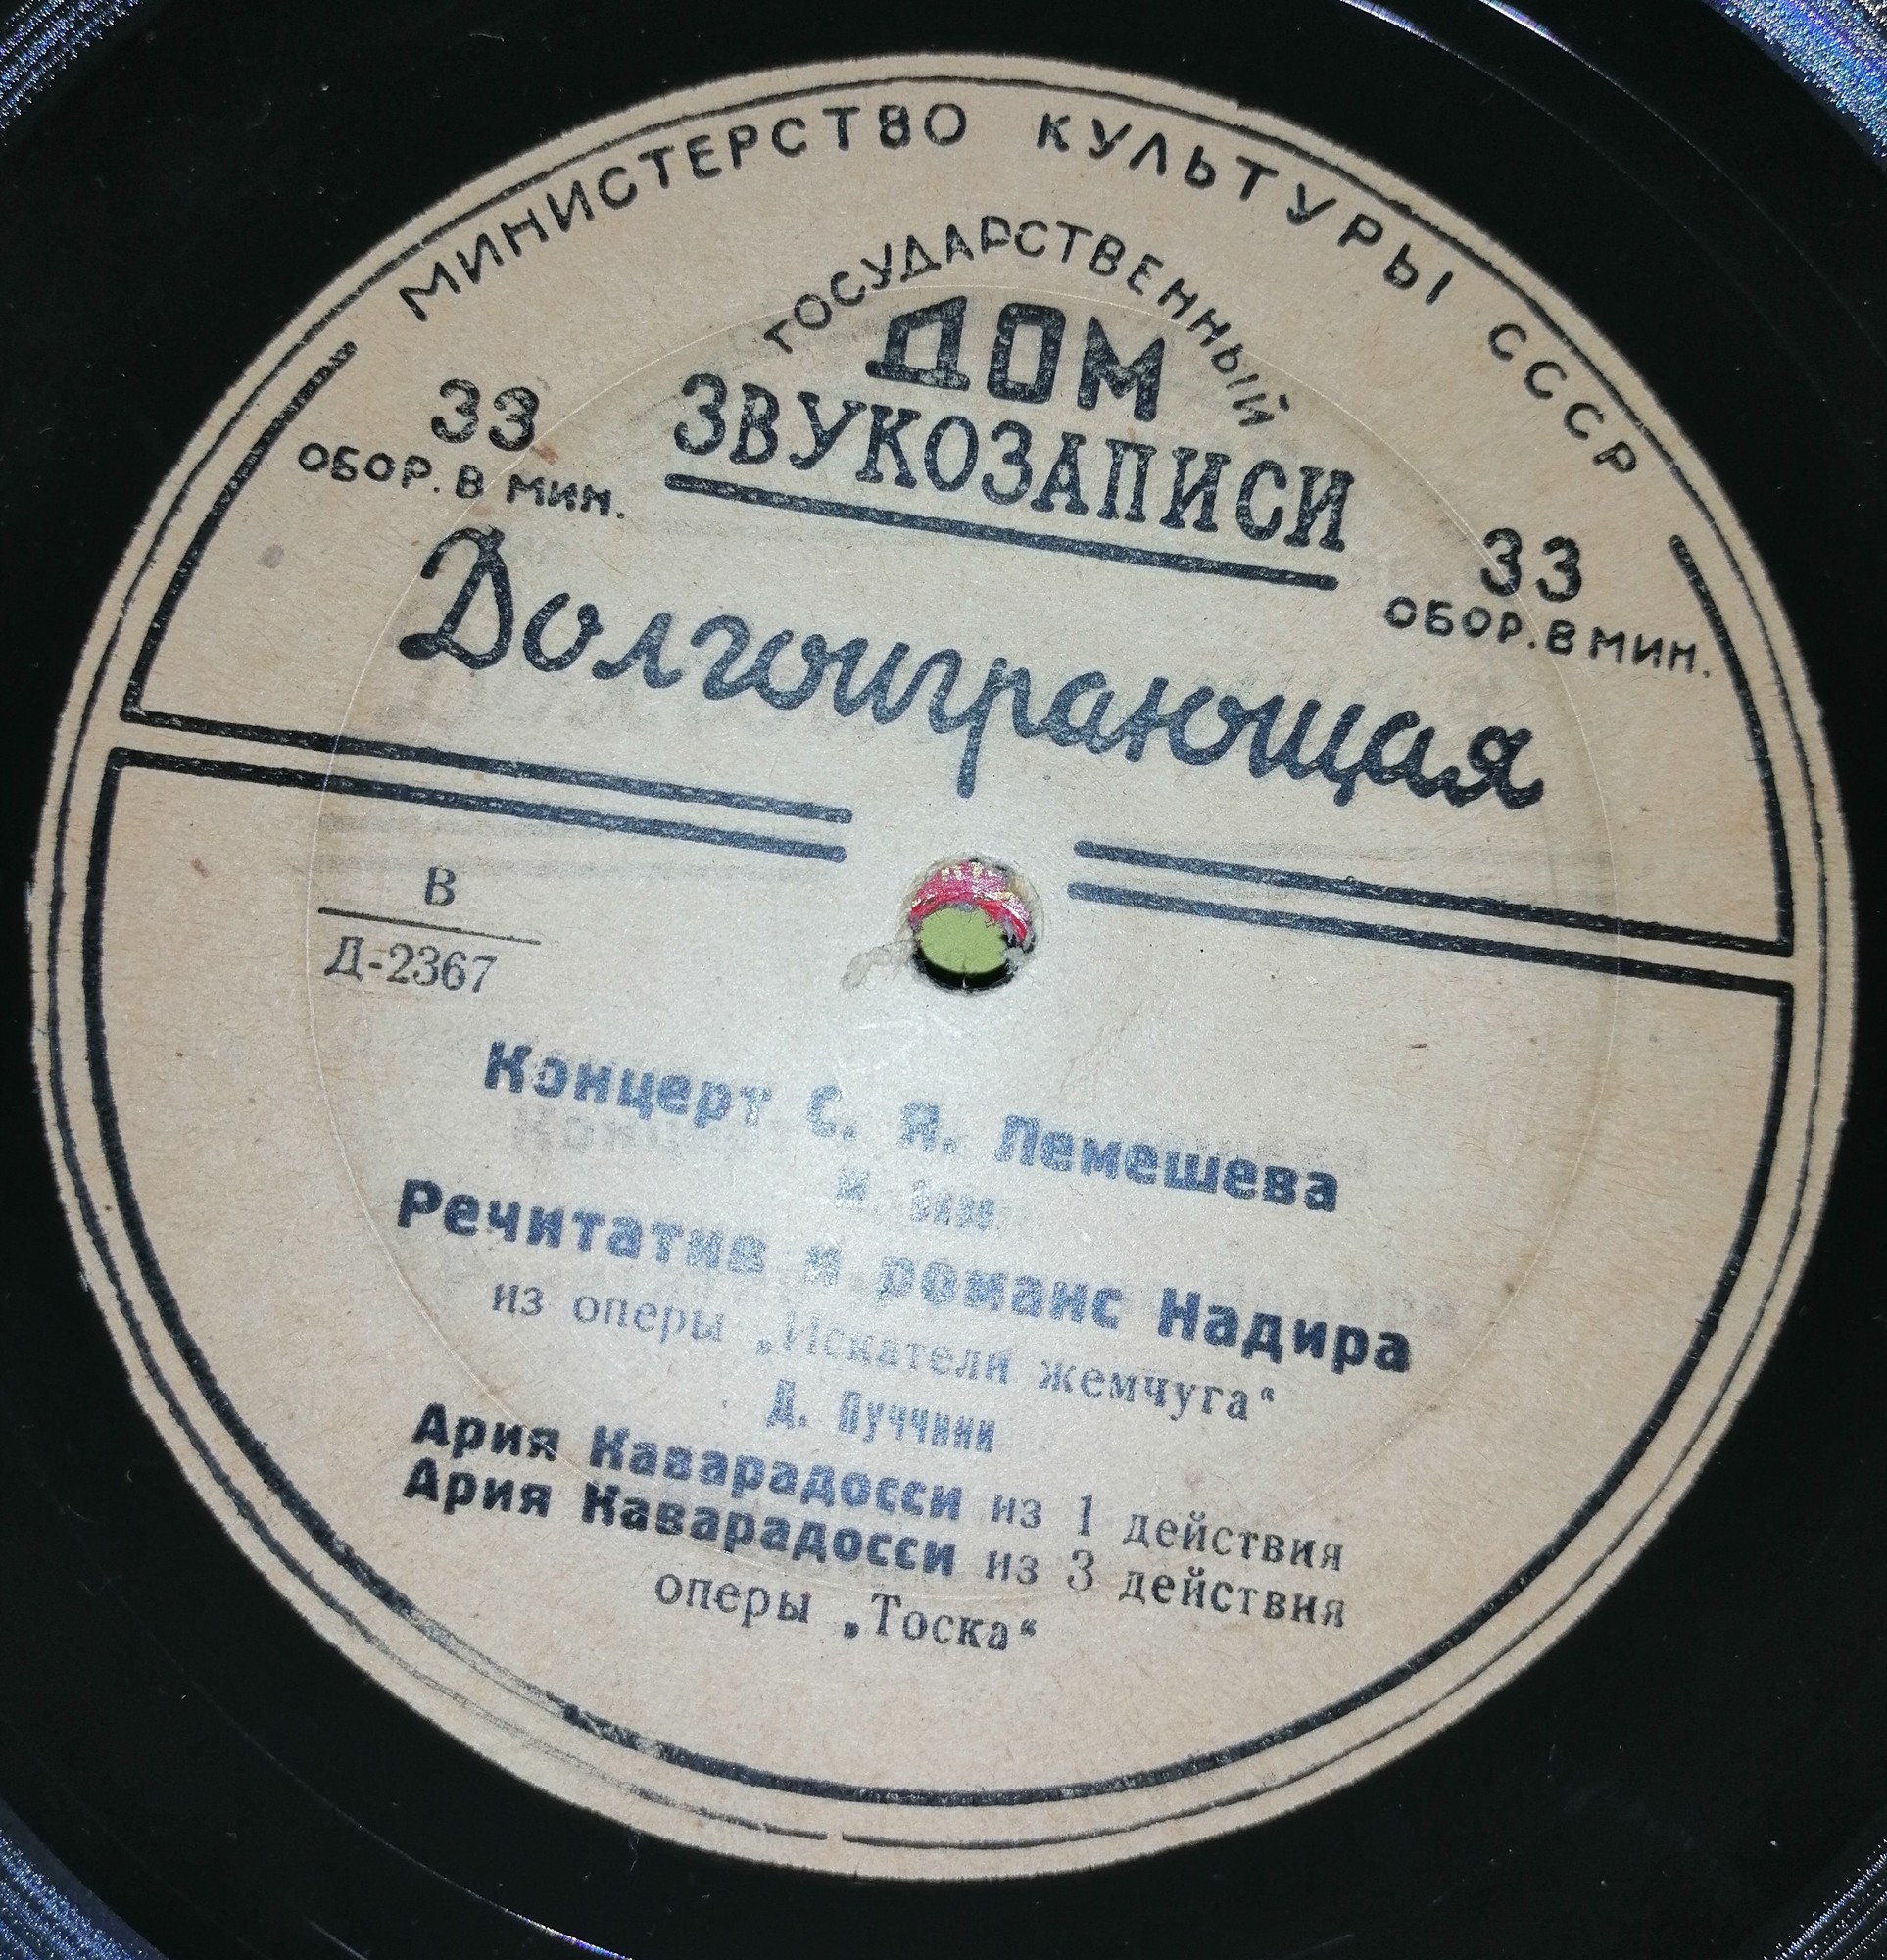 МИНИСТЕРСТВО КУЛЬТУРЫ СССР
ГОСУДАРСТВЕННЫЙ
ДОМ
ЗВУКОЗАПИСИ
33
ОБОР. В МИН.
33
ОБОР. В МИН.
Долгоиграющая
В
Д-2367
Концерт С. Я. Лемешева
Речитатив и романс Надира
из оперы „Искатели жемчуга“
Д. Пуччини
Ария Каварадосси из 1 действия
Ария Каварадосси из 3 действия
оперы „Тоска“